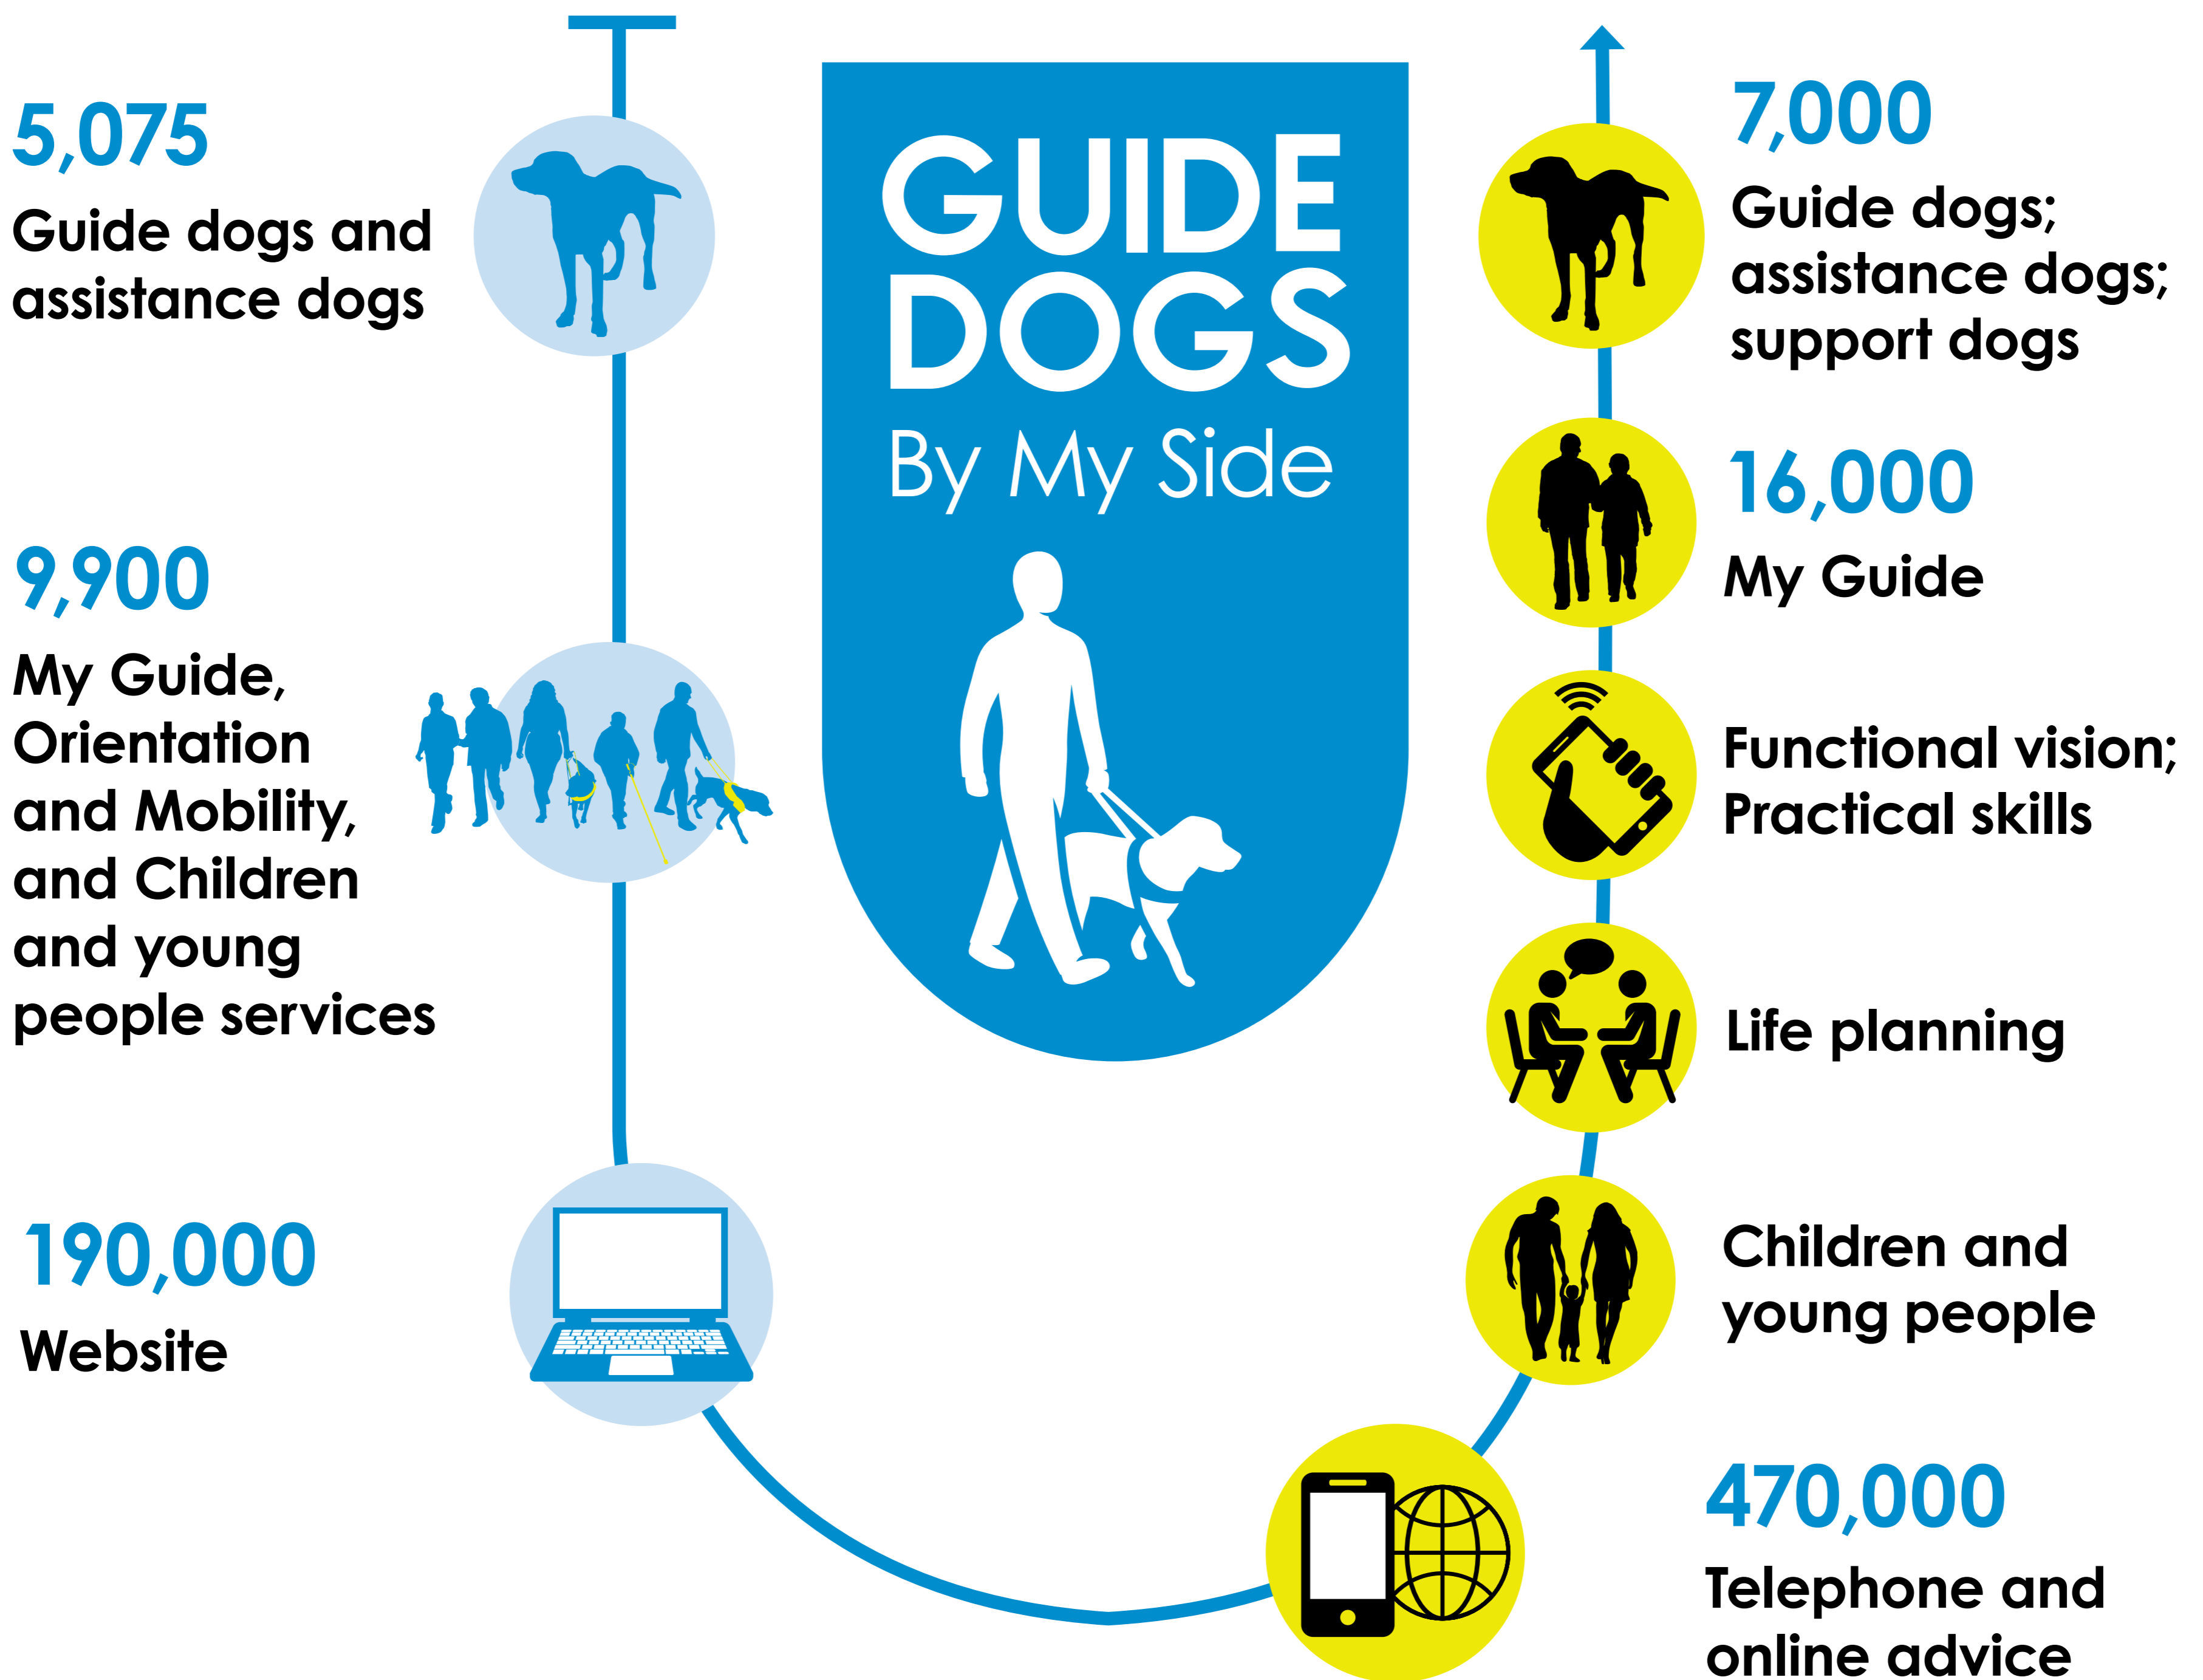 5,075
Guide dogs and
assistance dogs
9,900
My Guide,
Orientation
and Mobility,
and Children
and young
people services
190,000
Website
GUIDE
DOGS
By My Side
7,000
Guide dogs;
assistance dogs;
support dogs
16,000
My Guide
Functional vision;
Practical skills
Life planning
Children and
young people
470,000
Telephone and
online advice